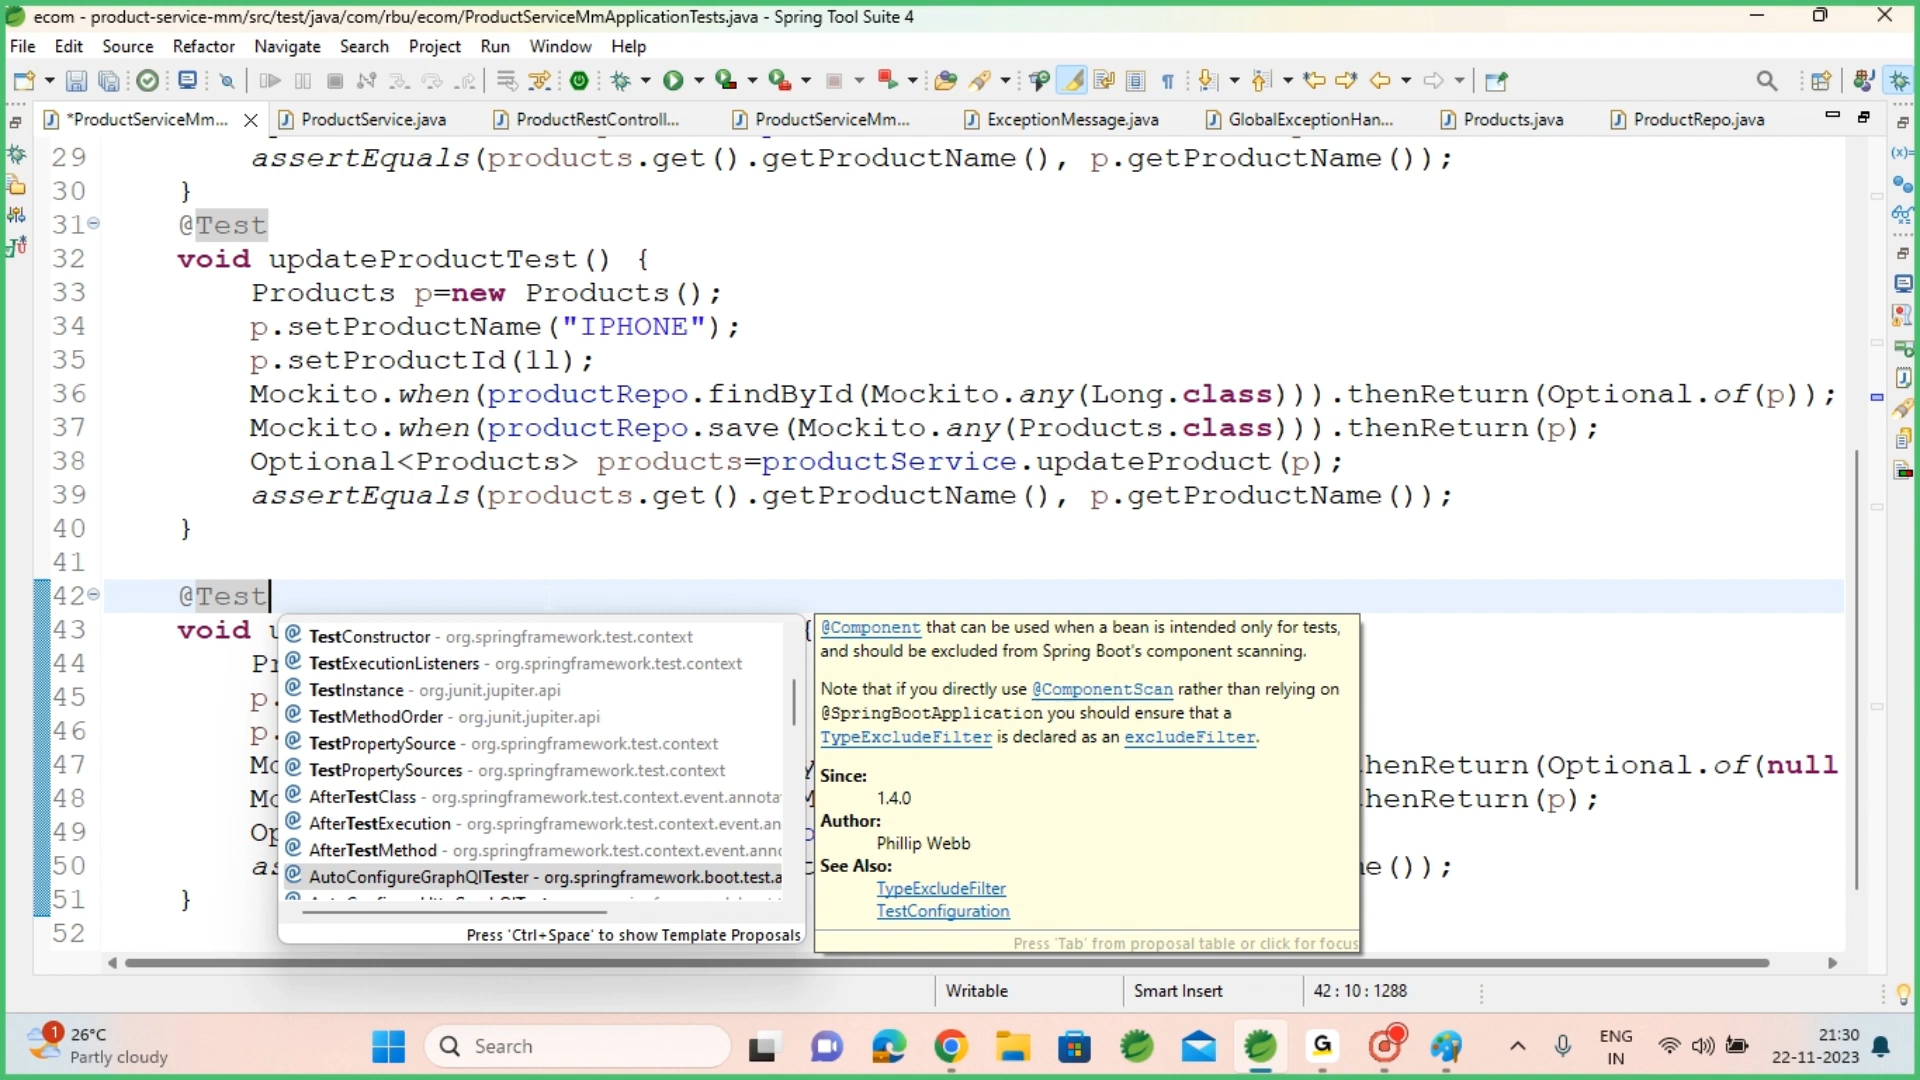 ecom - product-service-mm/src/test/java/com/rbu/ecom/ProductServiceMmApplicationTests.java - Spring Tool Suite 4
File Edit Source Refactor Navigate Search Project Run Window Help
*ProductServiceMm... ProductService.java ProductRestControll... ProductServiceMm... ExceptionMessage.java GlobalExceptionHan... Products.java ProductRepo.java
29 assertEquals(products.get().getProductName(), p.getProductName());
30 }
31 @Test
32 void updateProductTest() {
33 Products p=new Products();
34 p.setProductName("IPHONE");
35 p.setProductId(1l);
36 Mockito.when(productRepo.findById(Mockito.any(Long.class))).thenReturn(Optional.of(p));
37 Mockito.when(productRepo.save(Mockito.any(Products.class))).thenReturn(p);
38 Optional<Products> products=productService.updateProduct(p);
39 assertEquals(products.get().getProductName(), p.getProductName());
40 }
41
42 @Test
43 void {
44 Pr
45 p.
46 p.
47 Mo henReturn(Optional.of(null
48 Mo henReturn(p);
49 Op
50 as e());
51 }
52
TestConstructor - org.springframework.test.context
TestExecutionListeners - org.springframework.test.context
TestInstance - org.junit.jupiter.api
TestMethodOrder - org.junit.jupiter.api
TestPropertySource - org.springframework.test.context
TestPropertySources - org.springframework.test.context
AfterTestClass - org.springframework.test.context.event.annota
AfterTestExecution - org.springframework.test.context.event.an
AfterTestMethod - org.springframework.test.context.event.anno
AutoConfigureGraphQlTester - org.springframework.boot.test.a
Press 'Ctrl+Space' to show Template Proposals
@Component that can be used when a bean is intended only for tests,
and should be excluded from Spring Boot's component scanning.
Note that if you directly use @ComponentScan rather than relying on
@SpringBootApplication you should ensure that a
TypeExcludeFilter is declared as an excludeFilter.
Since:
1.4.0
Author:
Phillip Webb
See Also:
TypeExcludeFilter
TestConfiguration
Press 'Tab' from proposal table or click for focus
Writable Smart Insert 42 : 10 : 1288
1 26°C
Partly cloudy
Search
ENG
IN
21:30
22-11-2023